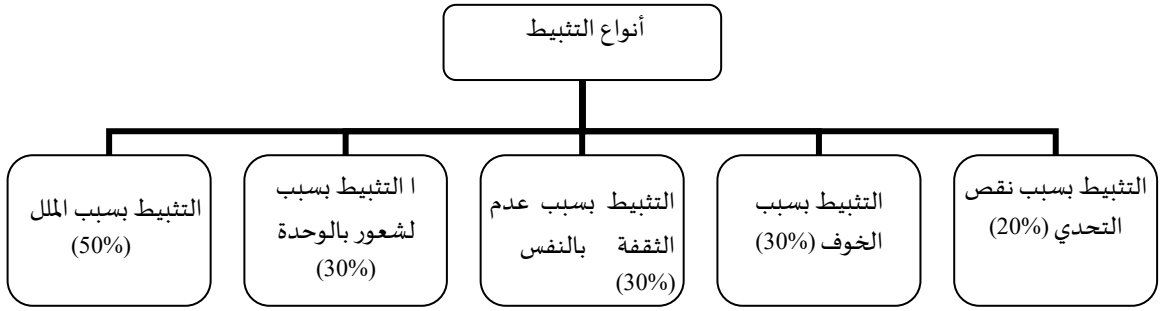 أنواع التثبيط
التثبيط بسبب نقص
التحدي (20%)
التثبيط بسبب
الخوف (30%)
التثبيط بسبب عدم
الثقفة بالنفس
(30%)
ا التثبيط بسبب
لشعور بالوحدة
(30%)
التثبيط بسبب الملل
(50%)